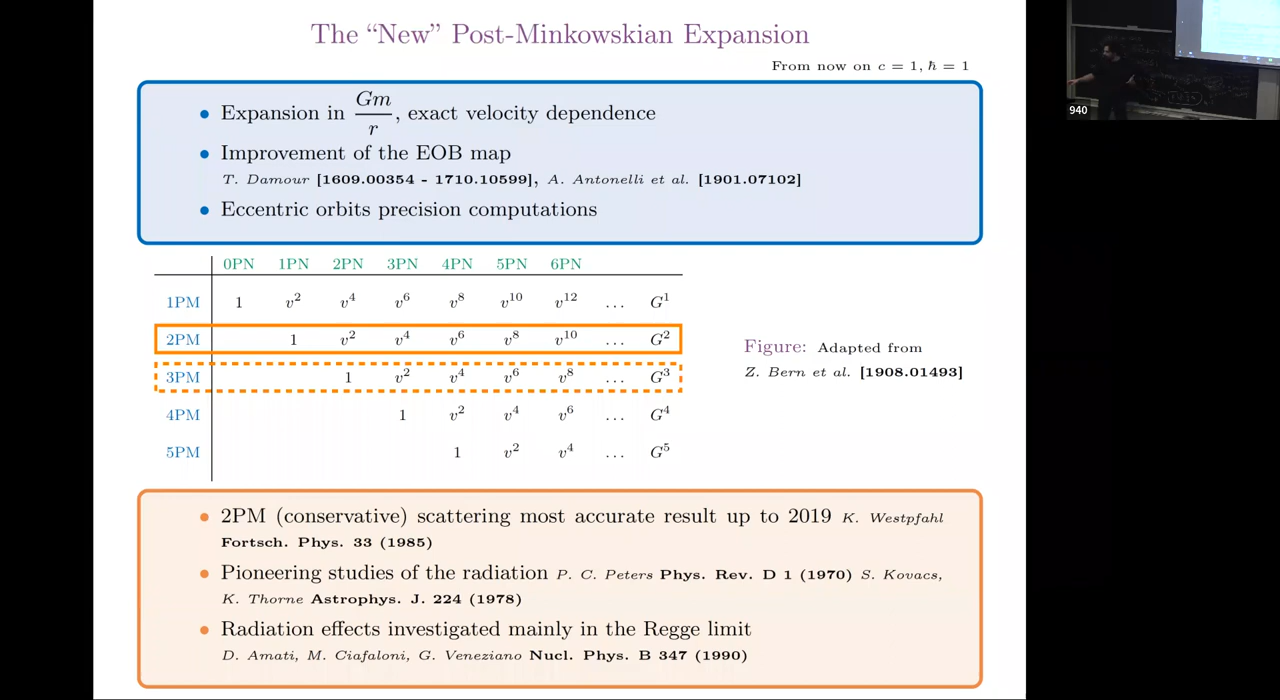 The “New” Post-Minkowskian Expansion
From now on c = 1, ħ = 1
• Expansion in Gm/r, exact velocity dependence
• Improvement of the EOB map
T. Damour [1609.00354 - 1710.10599], A. Antonelli et al. [1901.07102]
• Eccentric orbits precision computations
0PN 1PN 2PN 3PN 4PN 5PN 6PN
1PM 1 v² v⁴ v⁶ v⁸ v¹⁰ v¹² ... G¹
2PM 1 v² v⁴ v⁶ v⁸ v¹⁰ ... G²
3PM 1 v² v⁴ v⁶ v⁸ ... G³
4PM 1 v² v⁴ v⁶ ... G⁴
5PM 1 v² v⁴ ... G⁵
Figure: Adapted from
Z. Bern et al. [1908.01493]
• 2PM (conservative) scattering most accurate result up to 2019 K. Westpfahl
Fortsch. Phys. 33 (1985)
• Pioneering studies of the radiation P. C. Peters Phys. Rev. D 1 (1970) S. Kovacs,
K. Thorne Astrophys. J. 224 (1978)
• Radiation effects investigated mainly in the Regge limit
D. Amati, M. Ciafaloni, G. Veneziano Nucl. Phys. B 347 (1990)
940